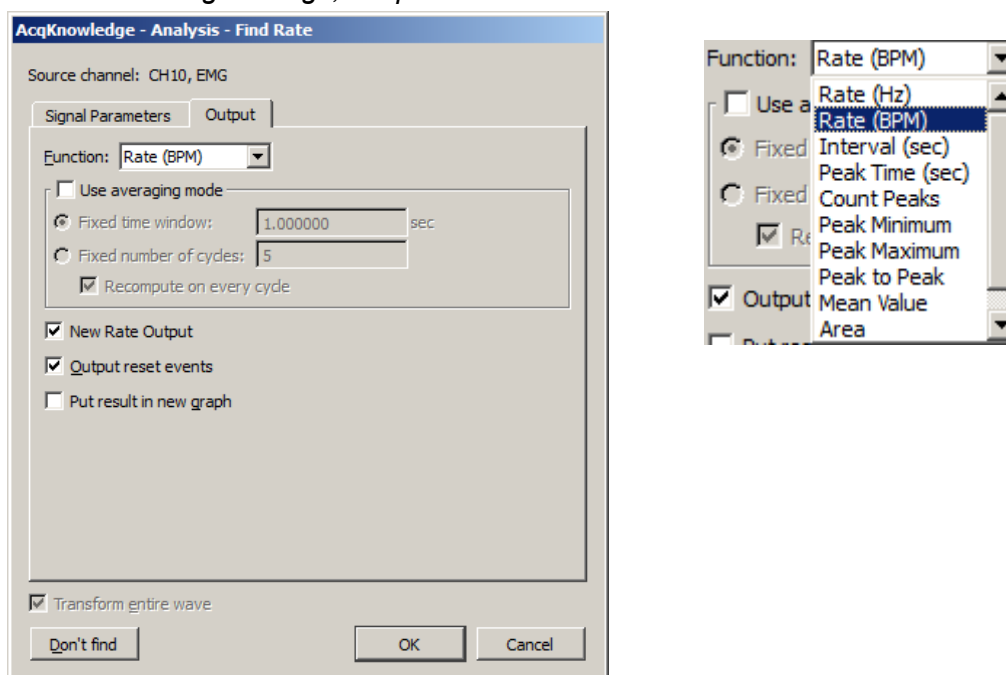 AcqKnowledge - Analysis - Find Rate
Source channel: CH10, EMG
Signal Parameters Output
Function: Rate (BPM)
Use averaging mode
Fixed time window: 1.000000 sec
Fixed number of cycles: 5
Recompute on every cycle
New Rate Output
Output reset events
Put result in new graph
Transform entire wave
Don't find OK Cancel
Function: Rate (BPM)
Use a Rate (Hz)
Rate (BPM)
Fixed Interval (sec)
Peak Time (sec)
Fixed Count Peaks
Peak Minimum
Re Peak Maximum
Peak to Peak
Output Mean Value
Area